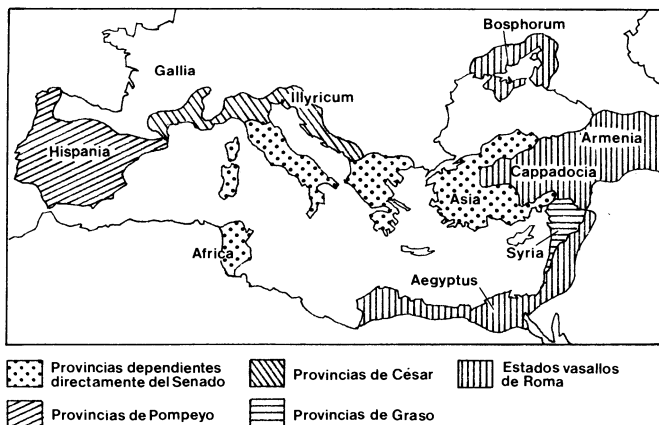 Bosphorum
Gallia
Illyricum
Armenia
Hispania
Cappadocia
Asia
Africa
Syria
Aegyptus
Provincias dependientes
directamente del Senado
Provincias de César
Estados vasallos
de Roma
Provincias de Pompeyo
Provincias de Graso